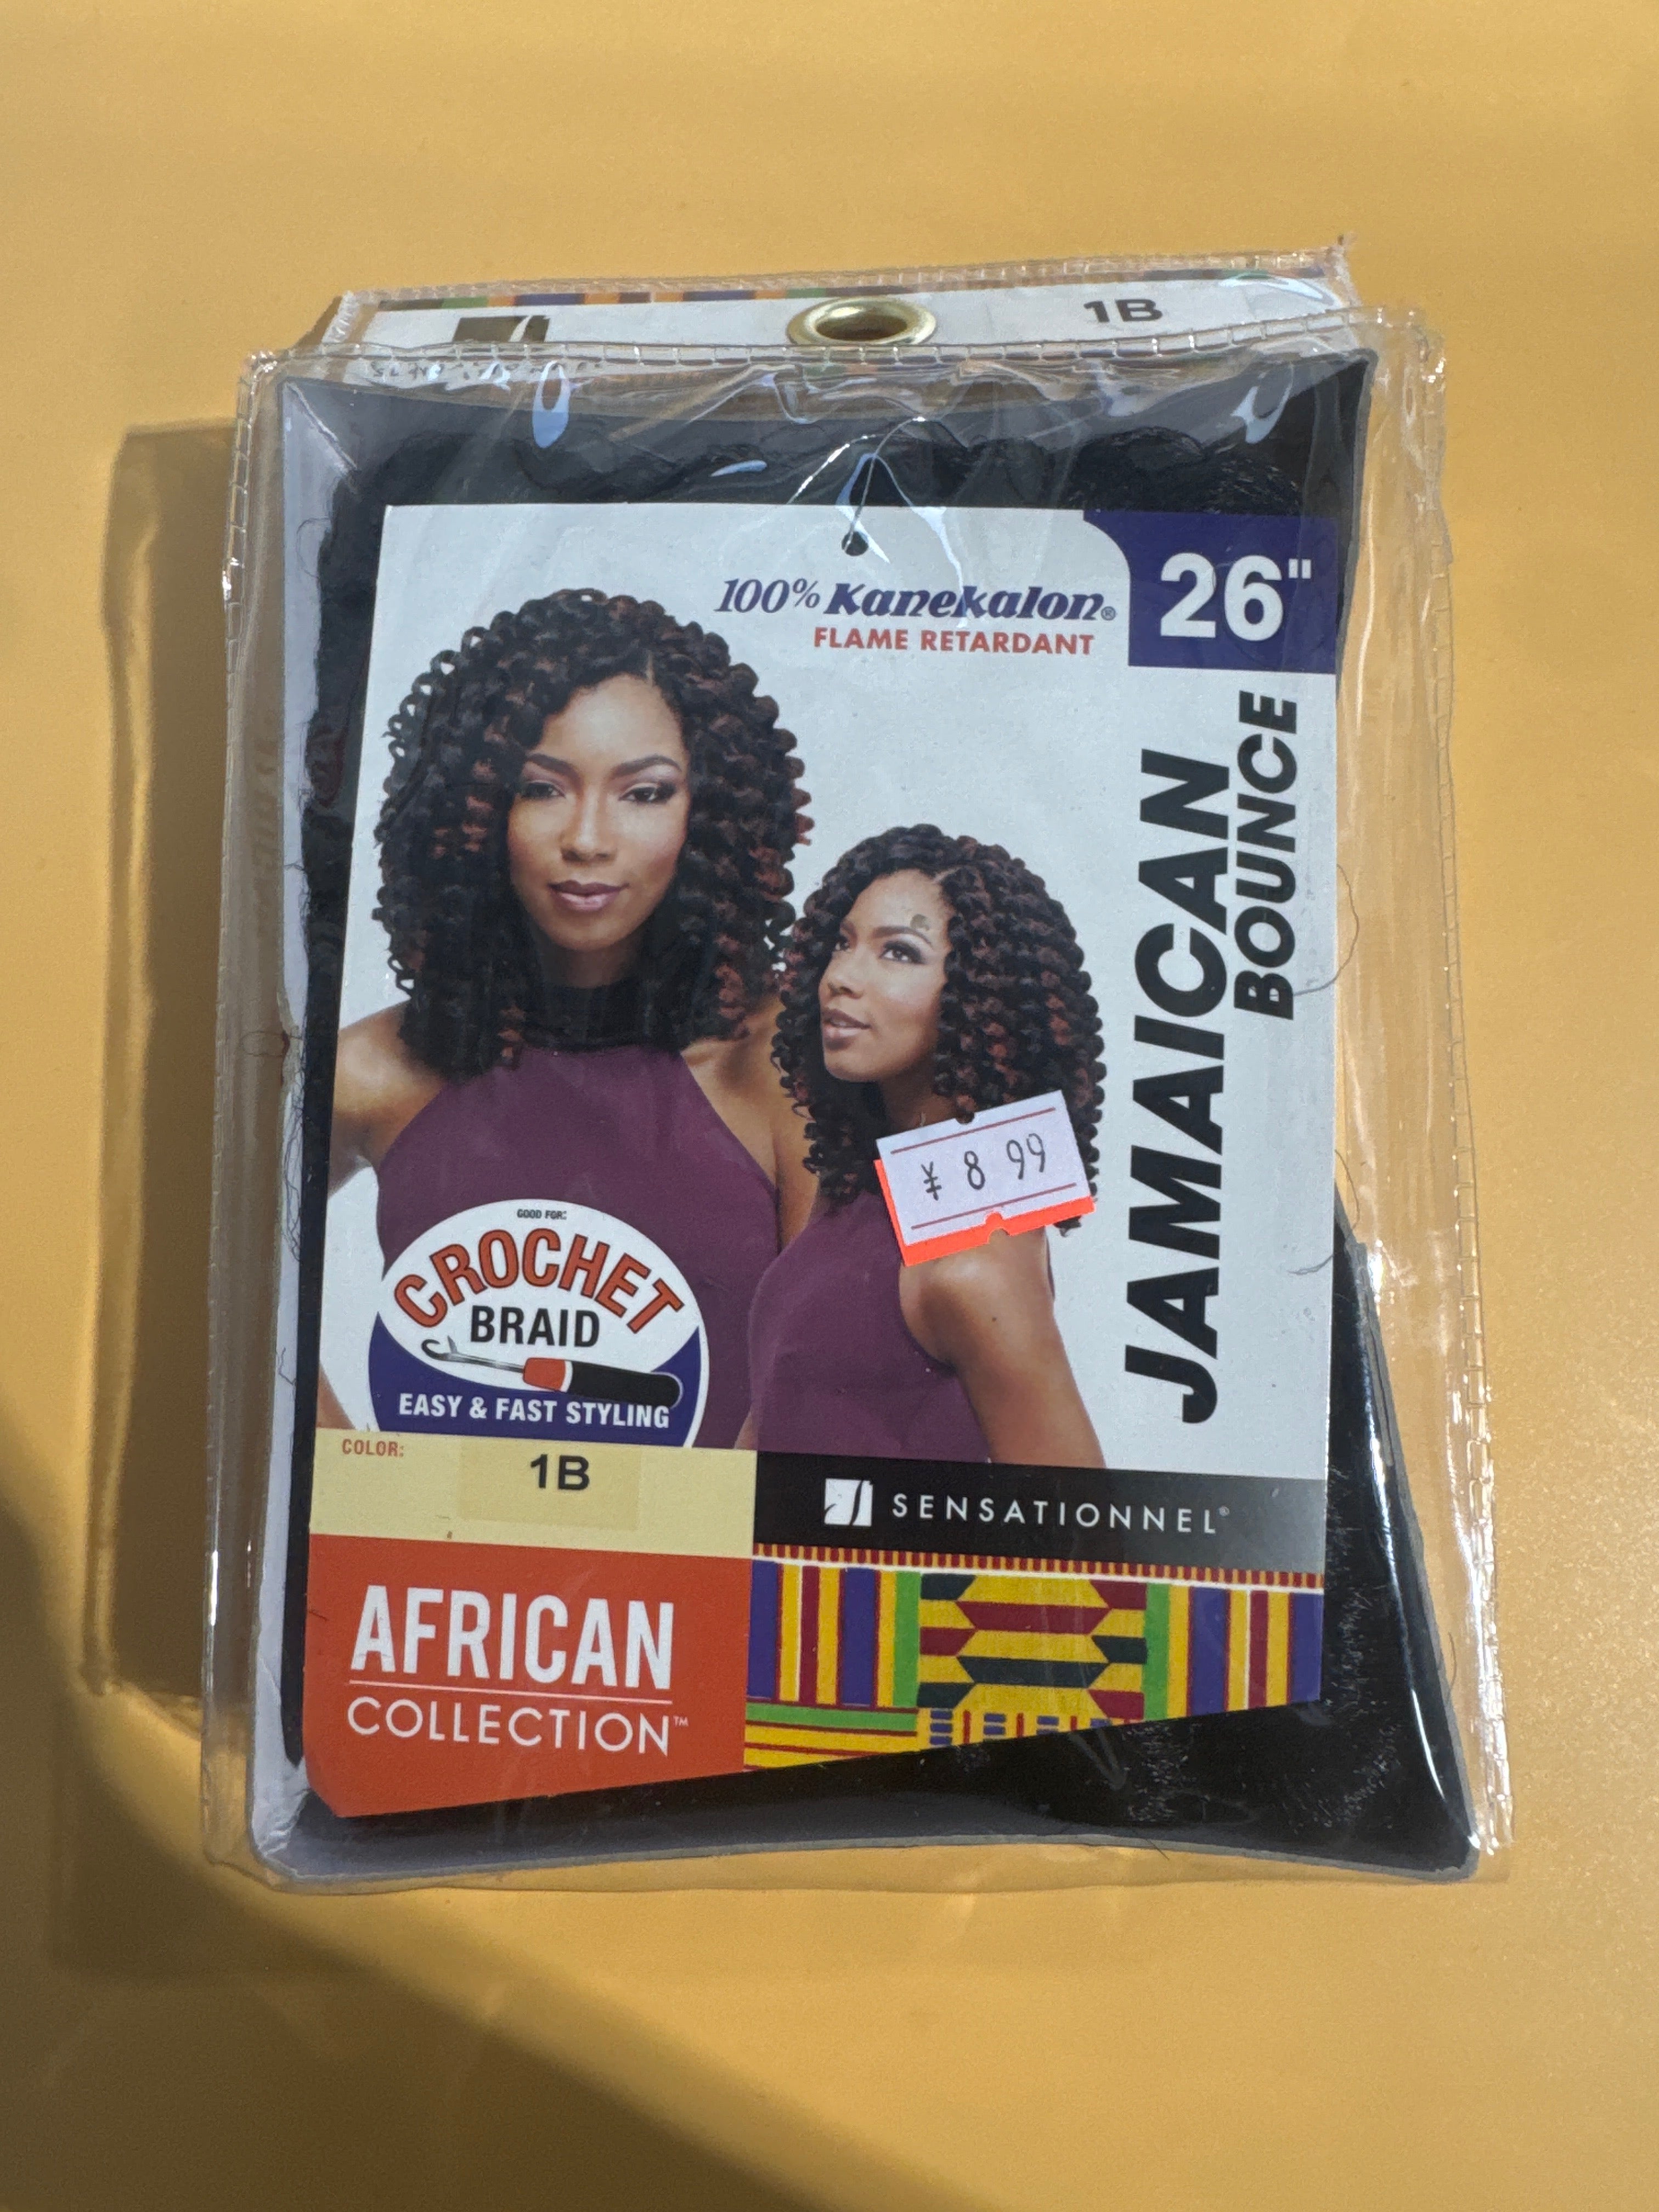 1B
100% Kanekalon®
FLAME RETARDANT
26"
JAMAICAN
BOUNCE
¥ 8 99
GOOD FOR:
CROCHET
BRAID
EASY & FAST STYLING
COLOR:
1B
SENSATIONNEL®
AFRICAN
COLLECTION™